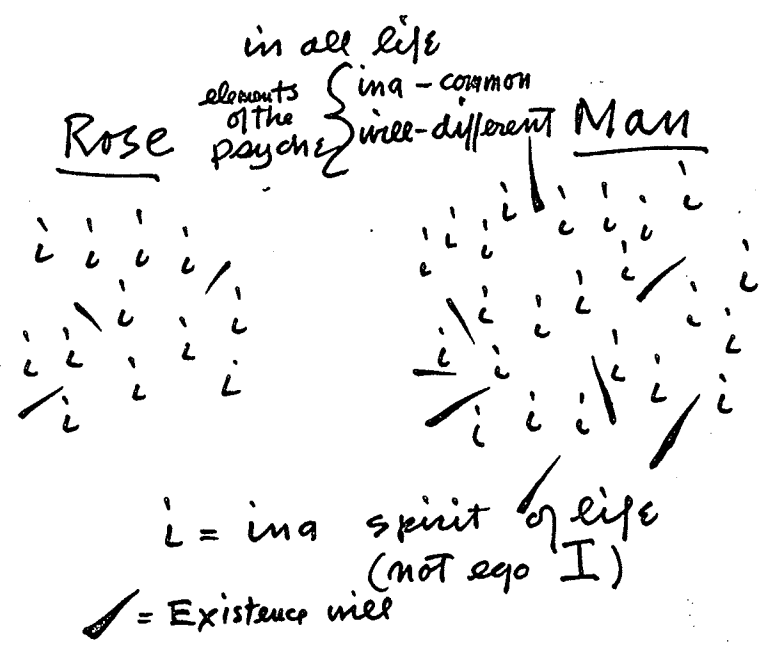 in all life
elements of the psyche { ina - common
will - different
Rose
Man
i = ina spirit of life
(not ego I)
= Existence will